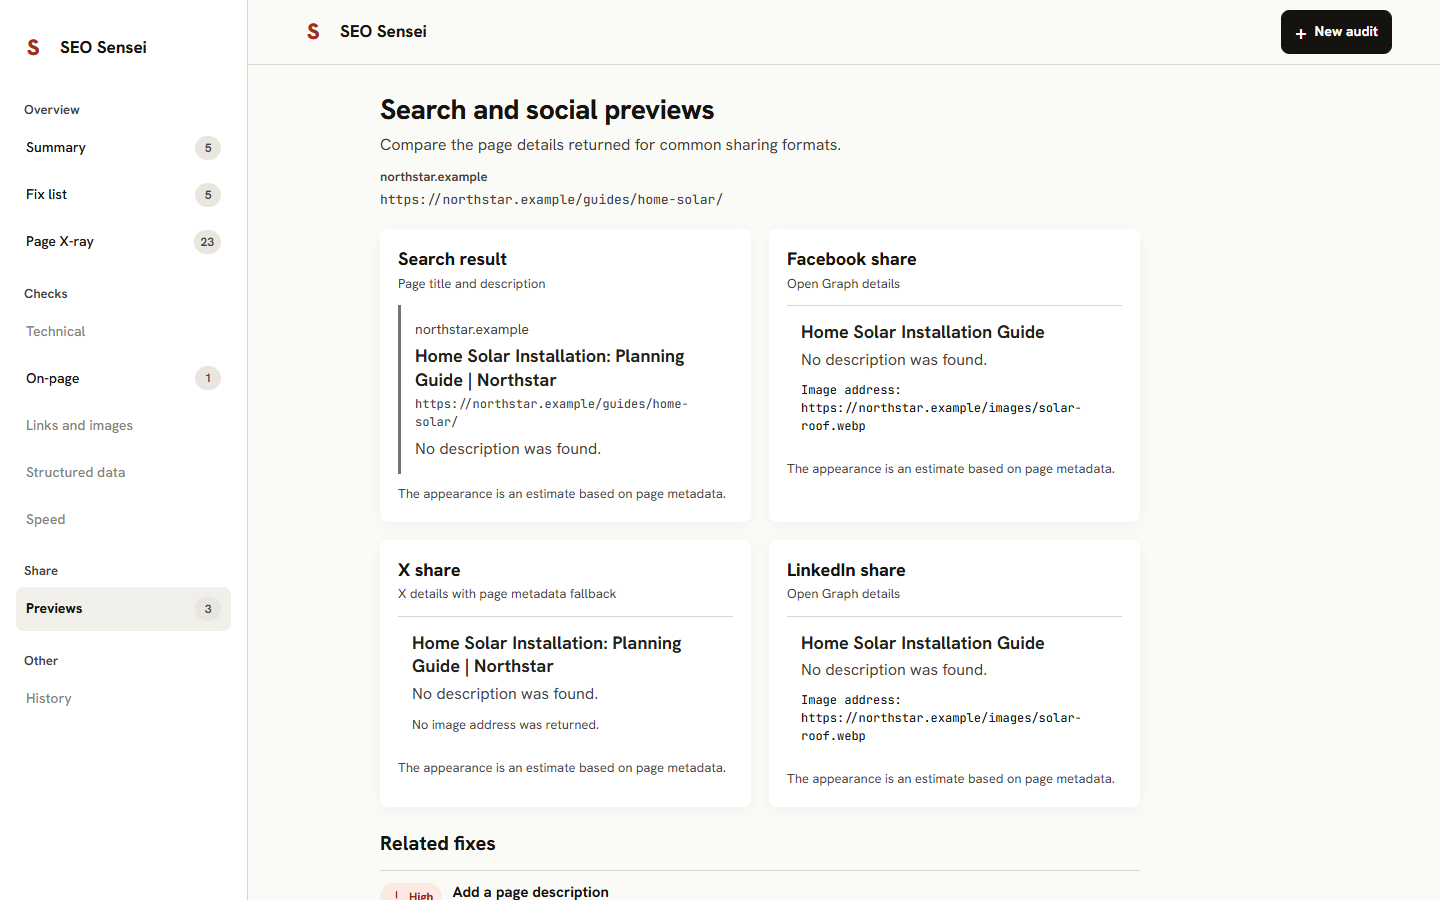 S SEO Sensei
Overview
Summary 5
Fix list 5
Page X-ray 23
Checks
Technical
On-page 1
Links and images
Structured data
Speed
Share
Previews 3
Other
History
S SEO Sensei
+ New audit
Search and social previews
Compare the page details returned for common sharing formats.
northstar.example
https://northstar.example/guides/home-solar/
Search result
Page title and description
northstar.example
Home Solar Installation: Planning
Guide | Northstar
https://northstar.example/guides/home-
solar/
No description was found.
The appearance is an estimate based on page metadata.
Facebook share
Open Graph details
Home Solar Installation Guide
No description was found.
Image address:
https://northstar.example/images/solar-
roof.webp
The appearance is an estimate based on page metadata.
X share
X details with page metadata fallback
Home Solar Installation: Planning
Guide | Northstar
No description was found.
No image address was returned.
The appearance is an estimate based on page metadata.
LinkedIn share
Open Graph details
Home Solar Installation Guide
No description was found.
Image address:
https://northstar.example/images/solar-
roof.webp
The appearance is an estimate based on page metadata.
Related fixes
! High Add a page description